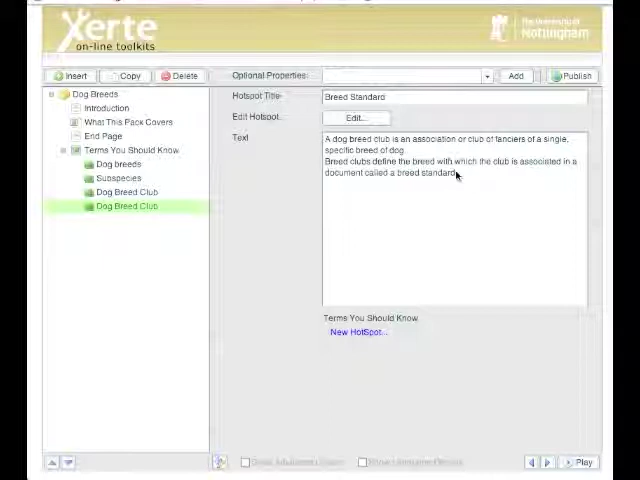 Xerte
on-line toolkits
The University of
Nottingham
Insert
Copy
Delete
Optional Properties:
Add
Publish
Dog Breeds
Introduction
What This Pack Covers
End Page
Terms You Should Know
Dog breeds
Subspecies
Dog Breed Club
Dog Breed Club
Hotspot Title:
Breed Standard
Edit Hotspot.
Edit...
Text
A dog breed club is an association or club of fanciers of a single,
specific breed of dog
Breed clubs define the breed with which the club is associated in a
document called a breed standard
Terms You Should Know
New HotSpot...
Play